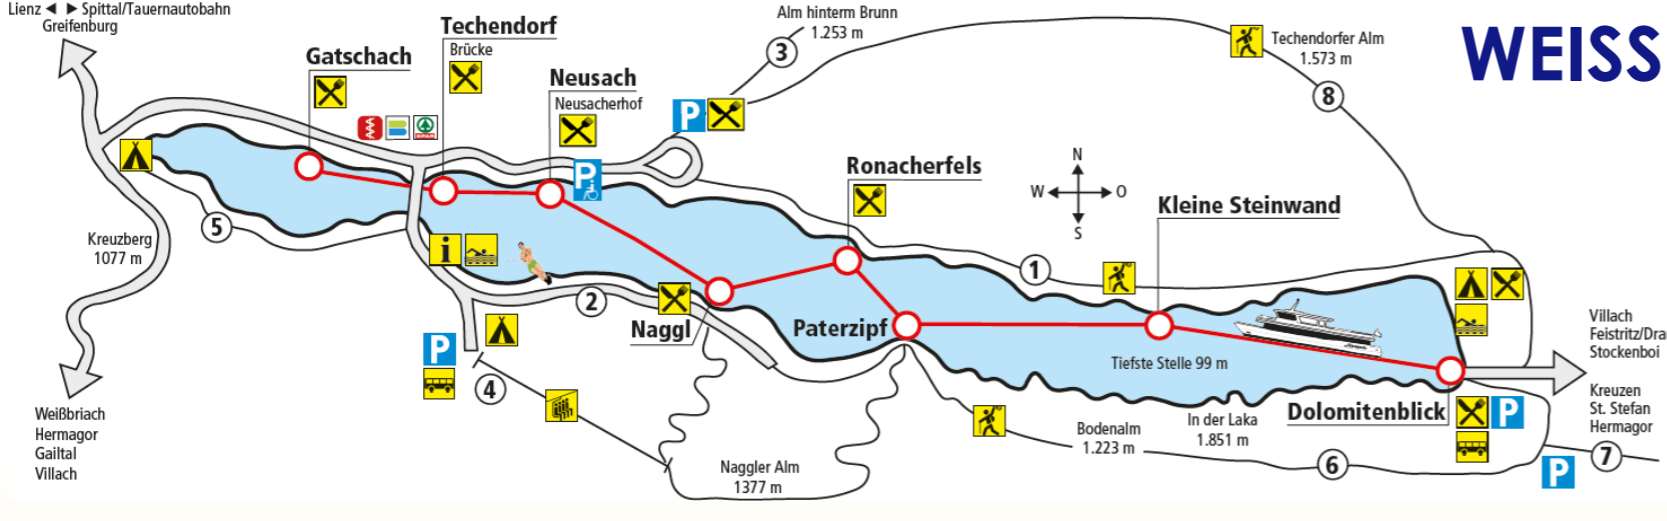 Lienz ◄ ► Spittal/Tauernautobahn
Greifenburg
Gatschach
Techendorf
Brücke
Neusach
Neusacherhof
Alm hinterm Brunn
1.253 m
3
P
Techendorfer Alm
1.573 m
8
WEISS
SPAR
P
Ronacherfels
N
W
O
S
Kleine Steinwand
5
Kreuzberg
1077 m
i
2
1
Naggl
Paterzipf
Tiefste Stelle 99 m
Villach
Feistritz/Dra
Stockenboi
Kreuzen
St. Stefan
Hermagor
P
4
Dolomitenblick
P
Weißbriach
Hermagor
Gailtal
Villach
Bodenalm
1.223 m
In der Laka
1.851 m
Naggler Alm
1377 m
6
7
P